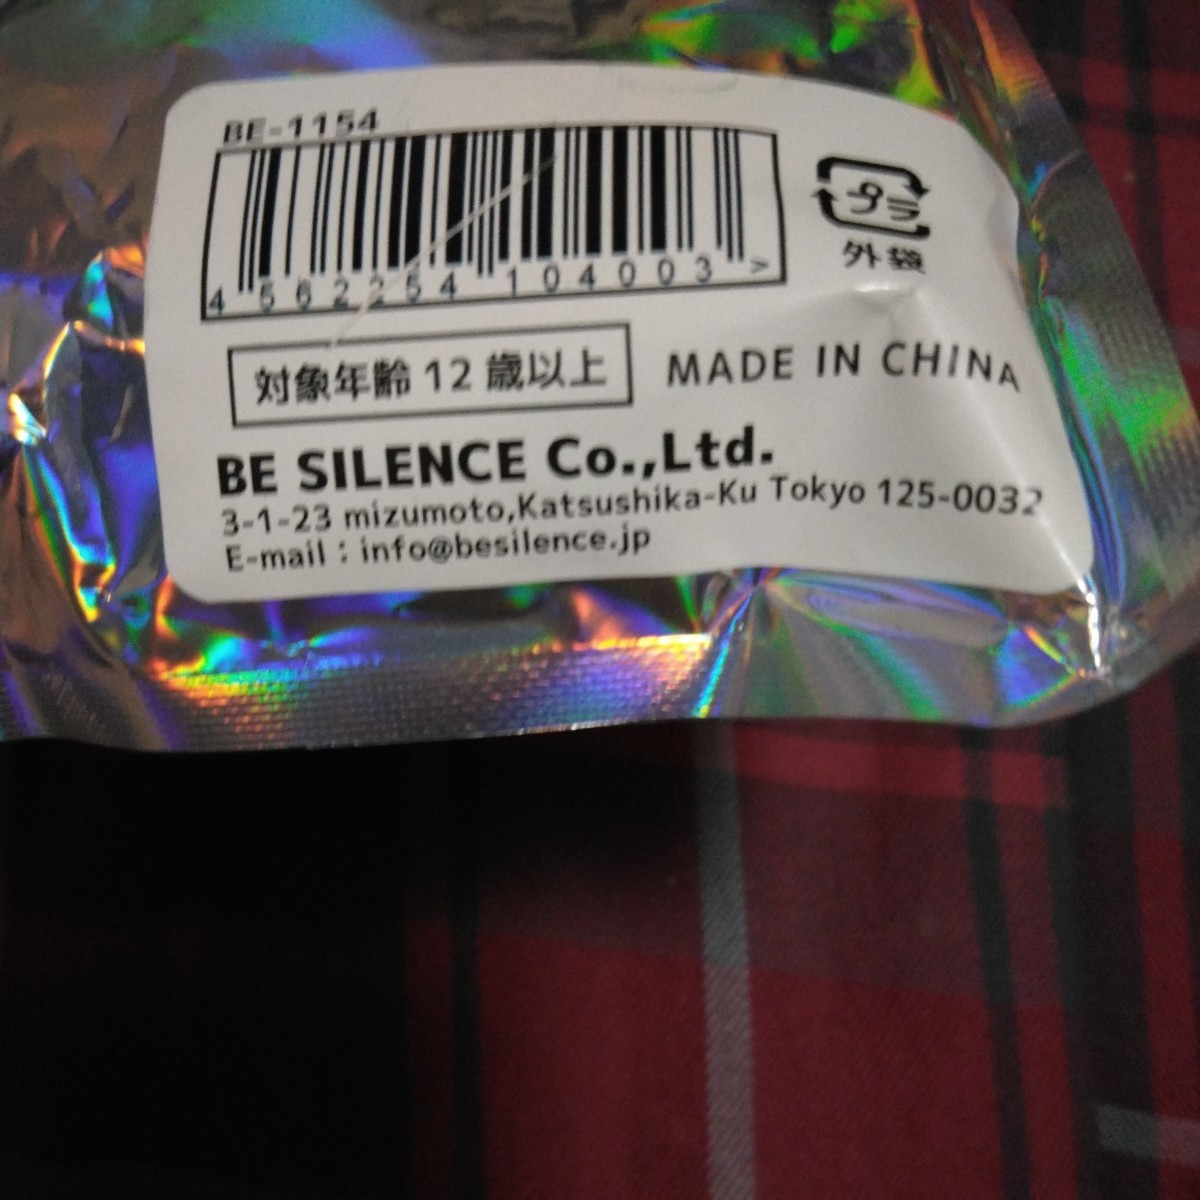 BE-1154
4 562254 104003 >
プラ
外袋
対象年齢 12 歳以上
MADE IN CHINA
BE SILENCE Co.,Ltd.
3-1-23 mizumoto,Katsushika-Ku Tokyo 125-0032
E-mail : info@besilence.jp